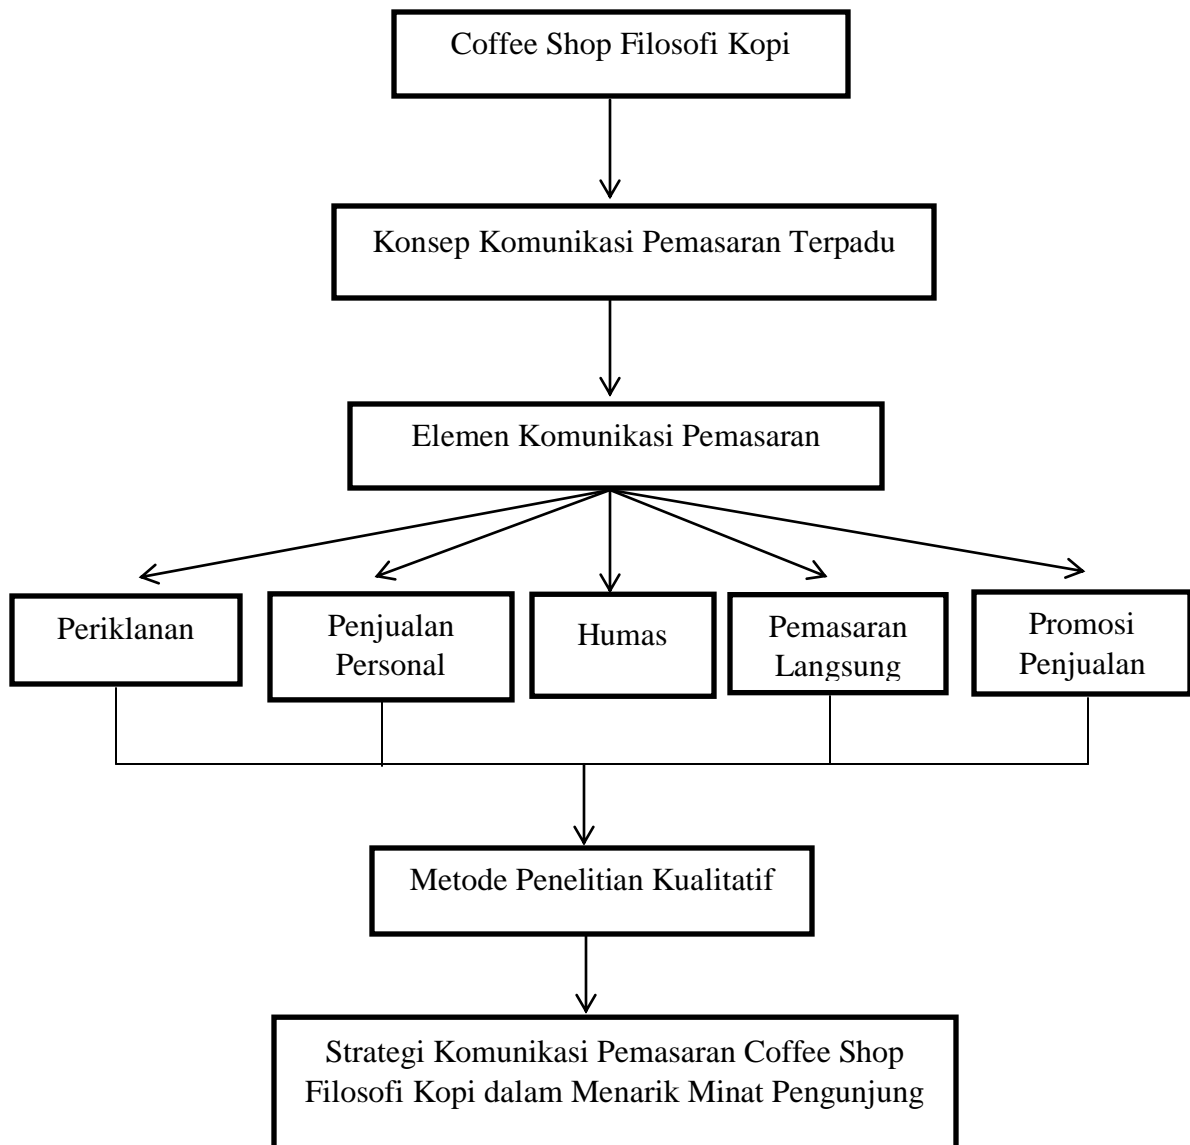 Coffee Shop Filosofi Kopi
Konsep Komunikasi Pemasaran Terpadu
Elemen Komunikasi Pemasaran
Periklanan
Penjualan
Personal
Humas
Pemasaran
Langsung
Promosi
Penjualan
Metode Penelitian Kualitatif
Strategi Komunikasi Pemasaran Coffee Shop
Filosofi Kopi dalam Menarik Minat Pengunjung